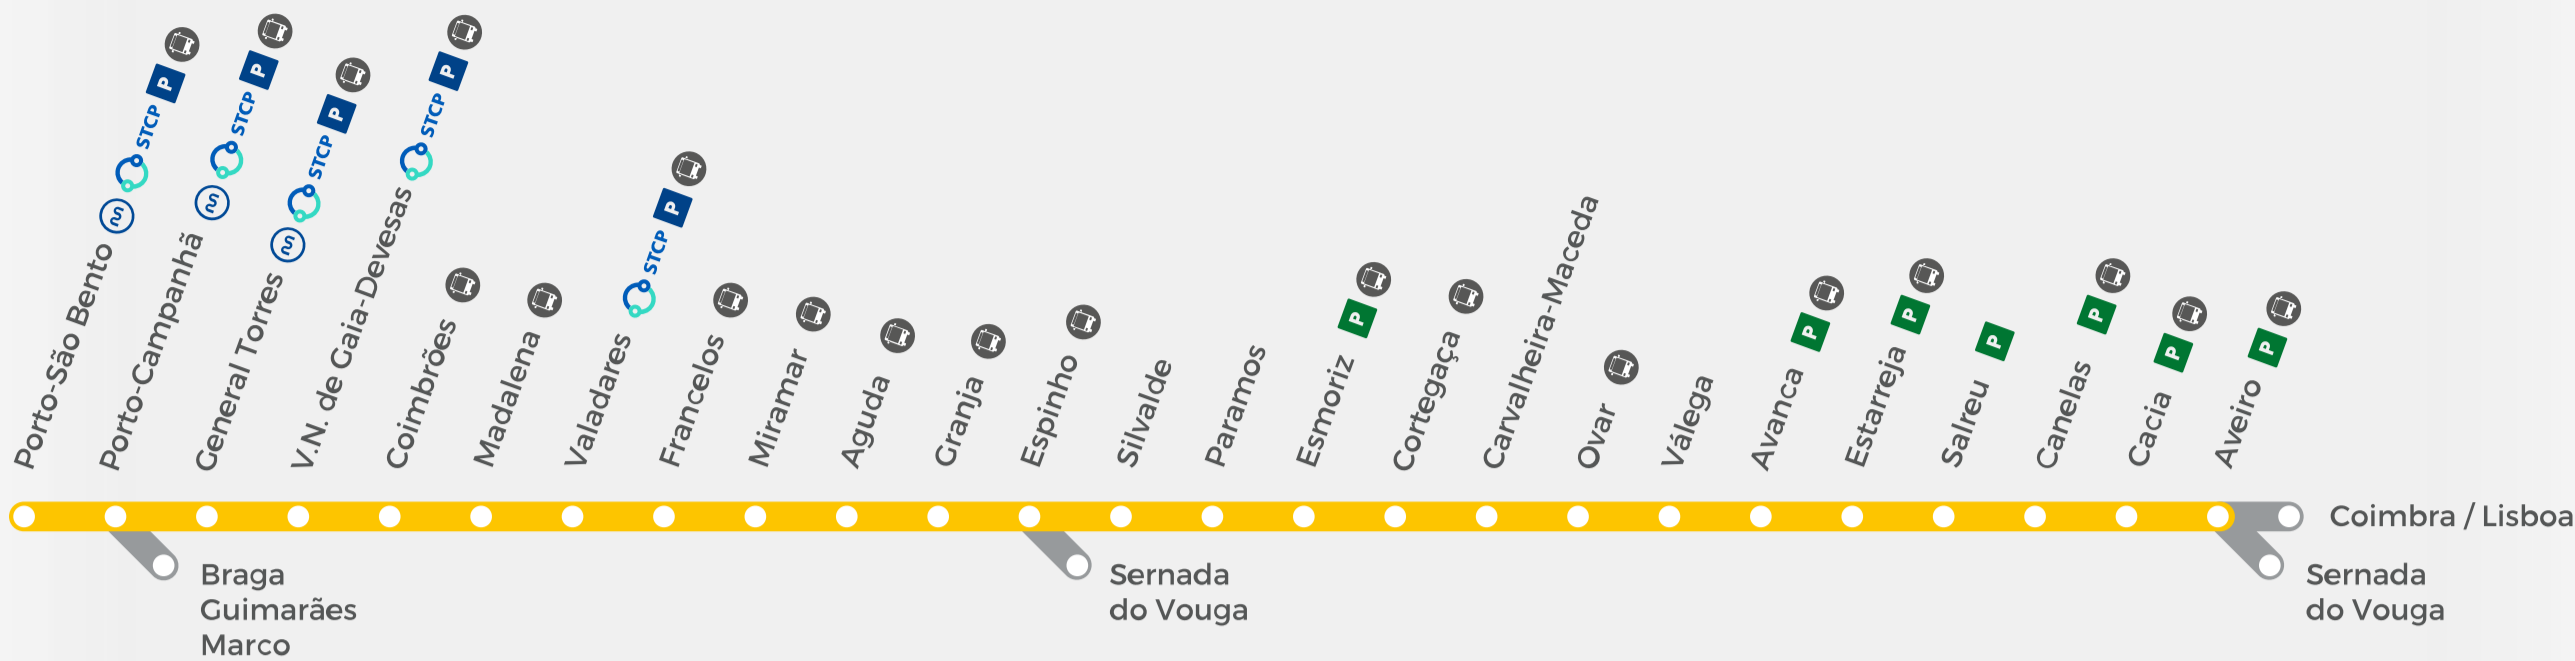 Porto-São Bento STCP P
Porto-Campanhã STCP P
General Torres STCP P
V.N. de Gaia-Devesas STCP P
Coimbrões
Madalena
Valadares STCP P
Francelos
Miramar
Aguda
Granja
Espinho
Silvalde
Paramos
Esmoriz P
Cortegaça
Carvalheira-Maceda
Ovar
Válega
Avanca P
Estarreja P
Salreu P
Canelas P
Cacia P
Aveiro P
Coimbra / Lisboa
Braga
Guimarães
Marco
Sernada
do Vouga
Sernada
do Vouga